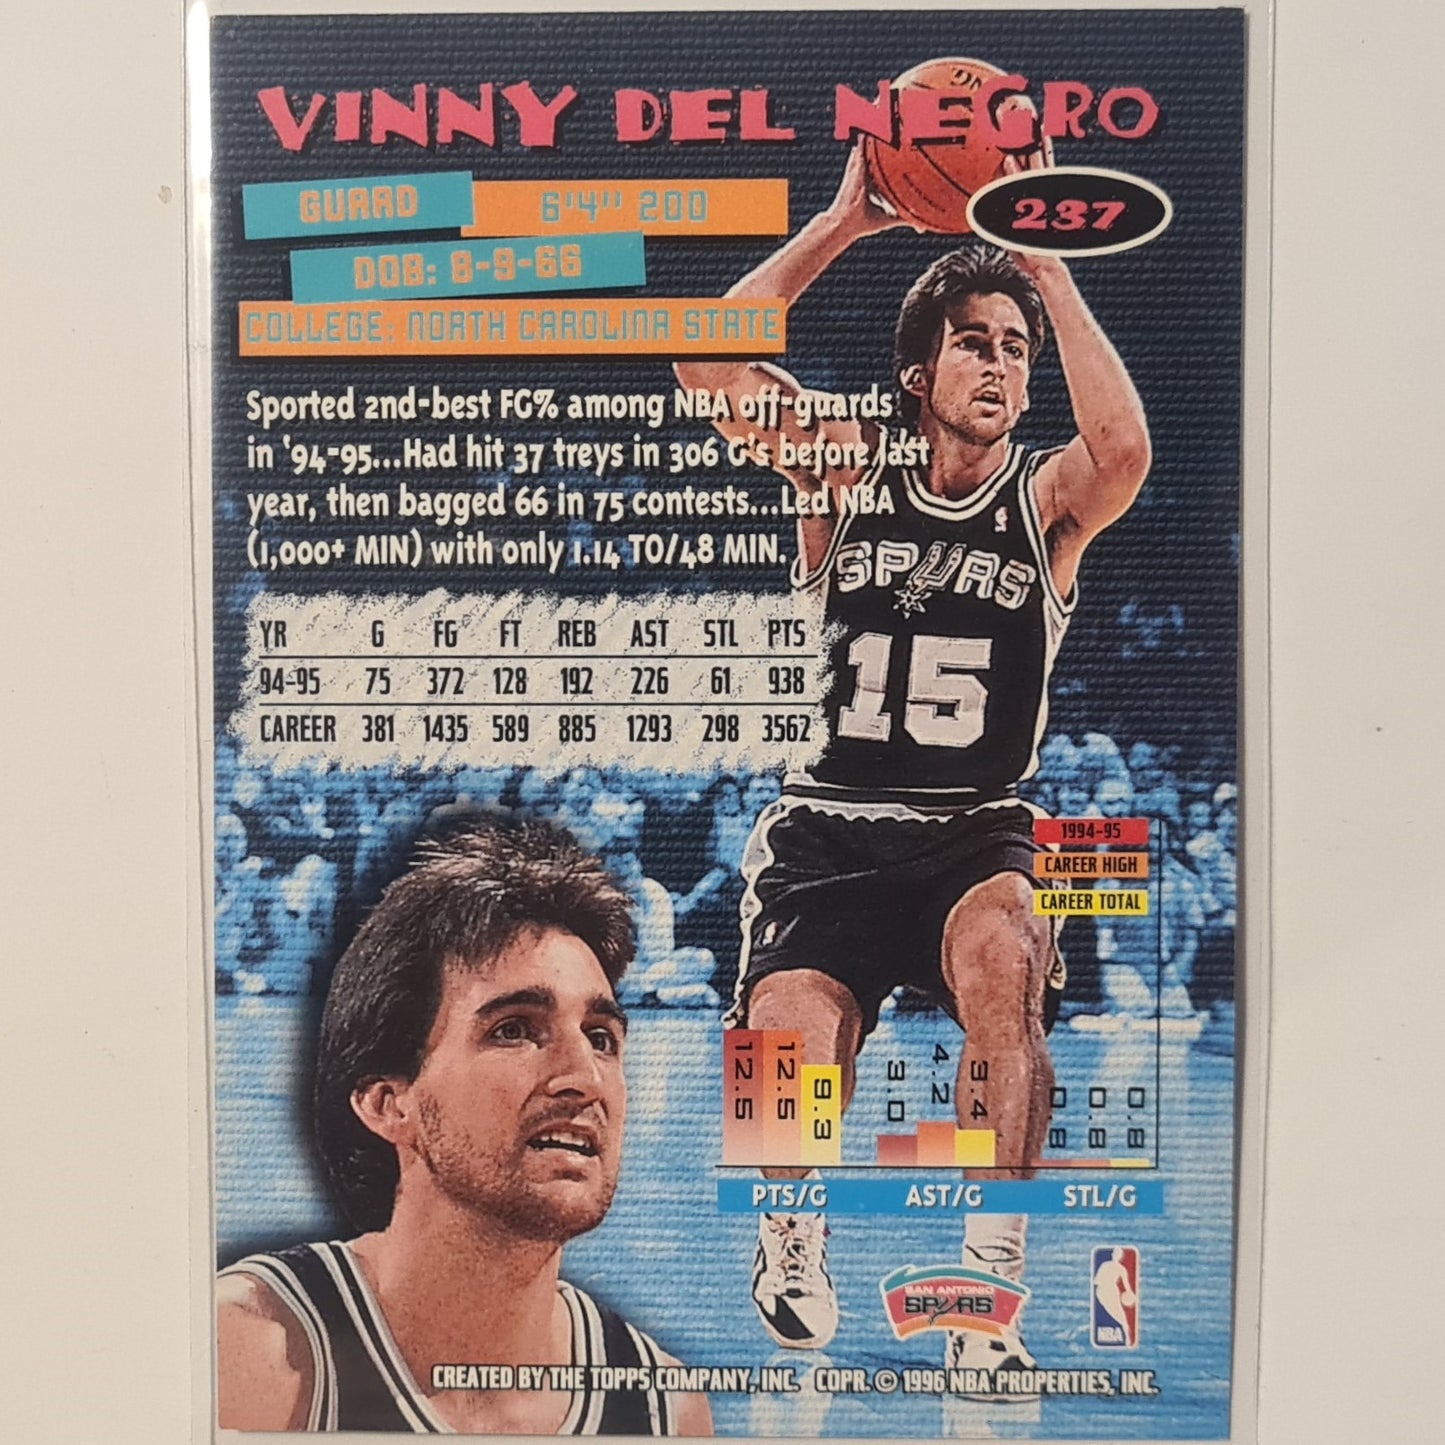 VINNY DEL NEGRO
237
GUARD 6'4" 200
DOB: 8-9-66
COLLEGE: NORTH CAROLINA STATE
Sported 2nd-best FG% among NBA off-guards
in '94-95...Had hit 37 treys in 306 G's before last
year, then bagged 66 in 75 contests...Led NBA
(1,000+ MIN) with only 1.14 TO/48 MIN.
YR G FG FT REB AST STL PTS
94-95 75 372 128 192 226 61 938
CAREER 381 1435 589 885 1293 298 3562
SPURS
15
1994-95
CAREER HIGH
CAREER TOTAL
12.5 12.5 9.3 3.0 4.2 3.4 0.8 0.8 0.8
PTS/G AST/G STL/G
SAN ANTONIO
SPURS
NBA
CREATED BY THE TOPPS COMPANY, INC. COPR. © 1996 NBA PROPERTIES, INC.